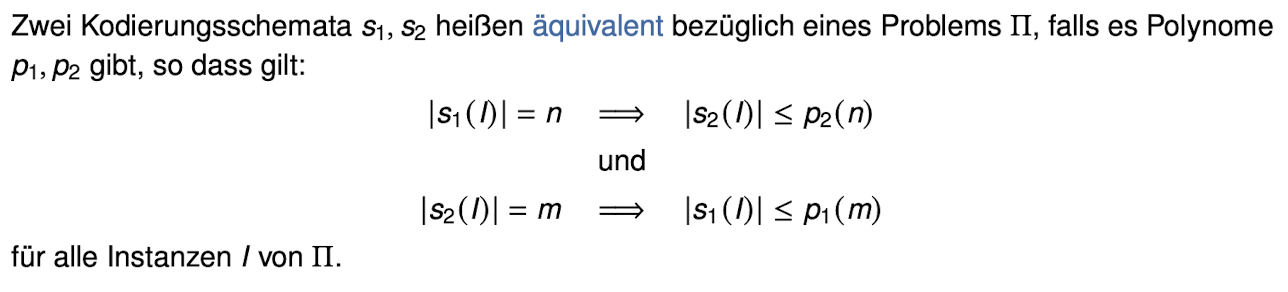 Zwei Kodierungsschemata s₁, s₂ heißen äquivalent bezüglich eines Problems Π, falls es Polynome
p₁, p₂ gibt, so dass gilt:
|s₁(I)| = n ⟹ |s₂(I)| ≤ p₂(n)
und
|s₂(I)| = m ⟹ |s₁(I)| ≤ p₁(m)
für alle Instanzen I von Π.